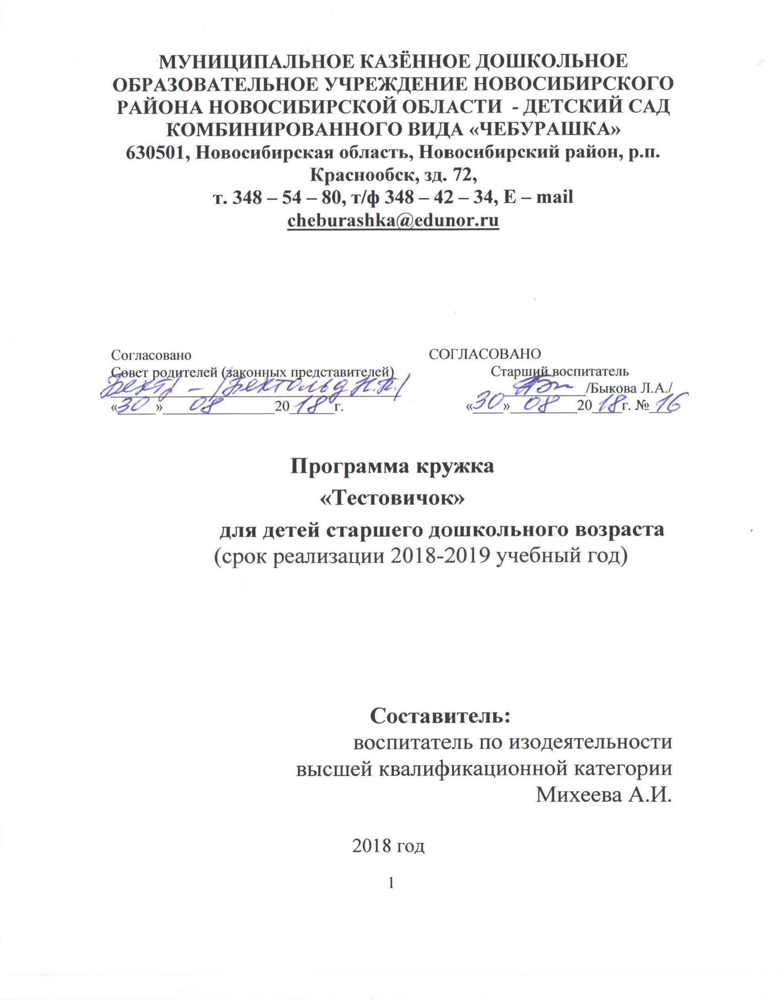 МУНИЦИПАЛЬНОЕ КАЗЁННОЕ ДОШКОЛЬНОЕ
ОБРАЗОВАТЕЛЬНОЕ УЧРЕЖДЕНИЕ НОВОСИБИРСКОГО
РАЙОНА НОВОСИБИРСКОЙ ОБЛАСТИ - ДЕТСКИЙ САД
КОМБИНИРОВАННОГО ВИДА «ЧЕБУРАШКА»
630501, Новосибирская область, Новосибирский район, р.п.
Краснообск, зд. 72,
т. 348 – 54 – 80, т/ф 348 – 42 – 34, E – mail
cheburashka@edunor.ru
Согласовано СОГЛАСОВАНО
Совет родителей (законных представителей) Старший воспитатель
Бехт - /Бехтольд Н.П./ /Быкова Л.А./
«30» 08 2018 г. «30» 08 2018 г. № 16
Программа кружка
«Тестовичок»
для детей старшего дошкольного возраста
(срок реализации 2018-2019 учебный год)
Составитель:
воспитатель по изодеятельности
высшей квалификационной категории
Михеева А.И.
2018 год
1